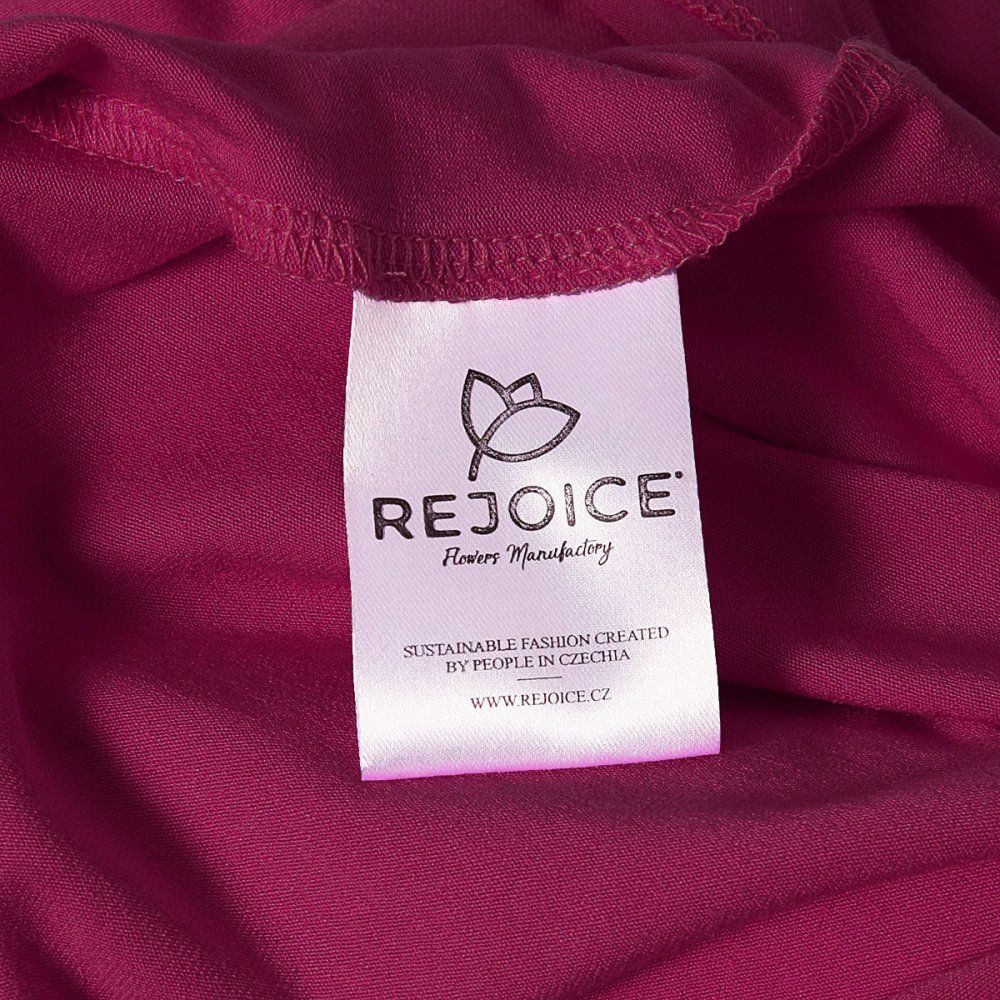 REJOICE
Flowers Manufactory
SUSTAINABLE FASHION CREATED
BY PEOPLE IN CZECHIA
WWW.REJOICE.CZ